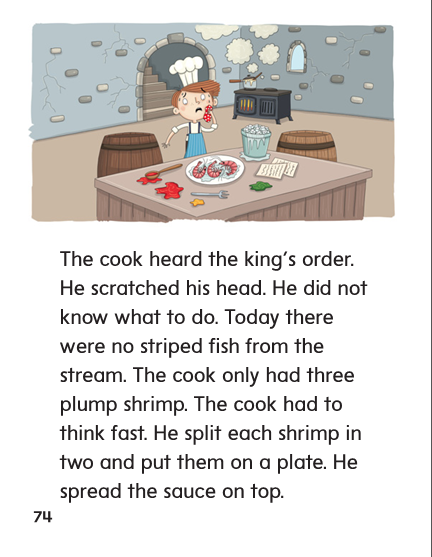 The cook heard the king's order.
He scratched his head. He did not
know what to do. Today there
were no striped fish from the
stream. The cook only had three
plump shrimp. The cook had to
think fast. He split each shrimp in
two and put them on a plate. He
spread the sauce on top.
74